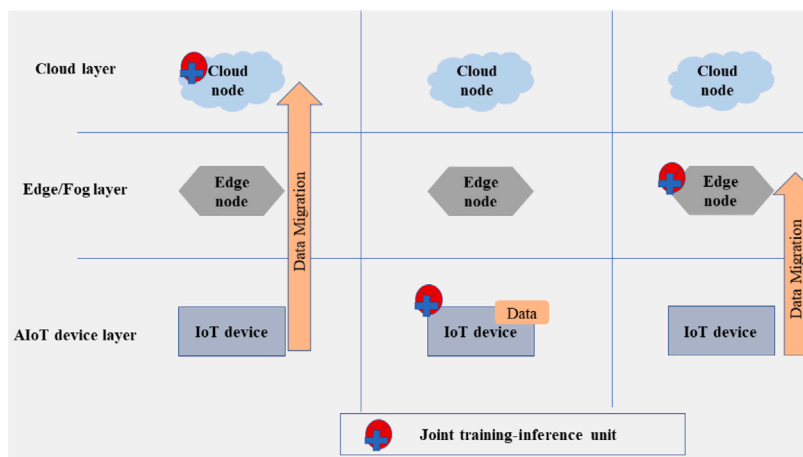 Cloud layer
Cloud
node
Cloud
node
Cloud
node
Edge/Fog layer
Edge
node
Data Migration
Edge
node
Edge
node
Data Migration
AIoT device layer
IoT device
IoT device
Data
IoT device
Joint training-inference unit